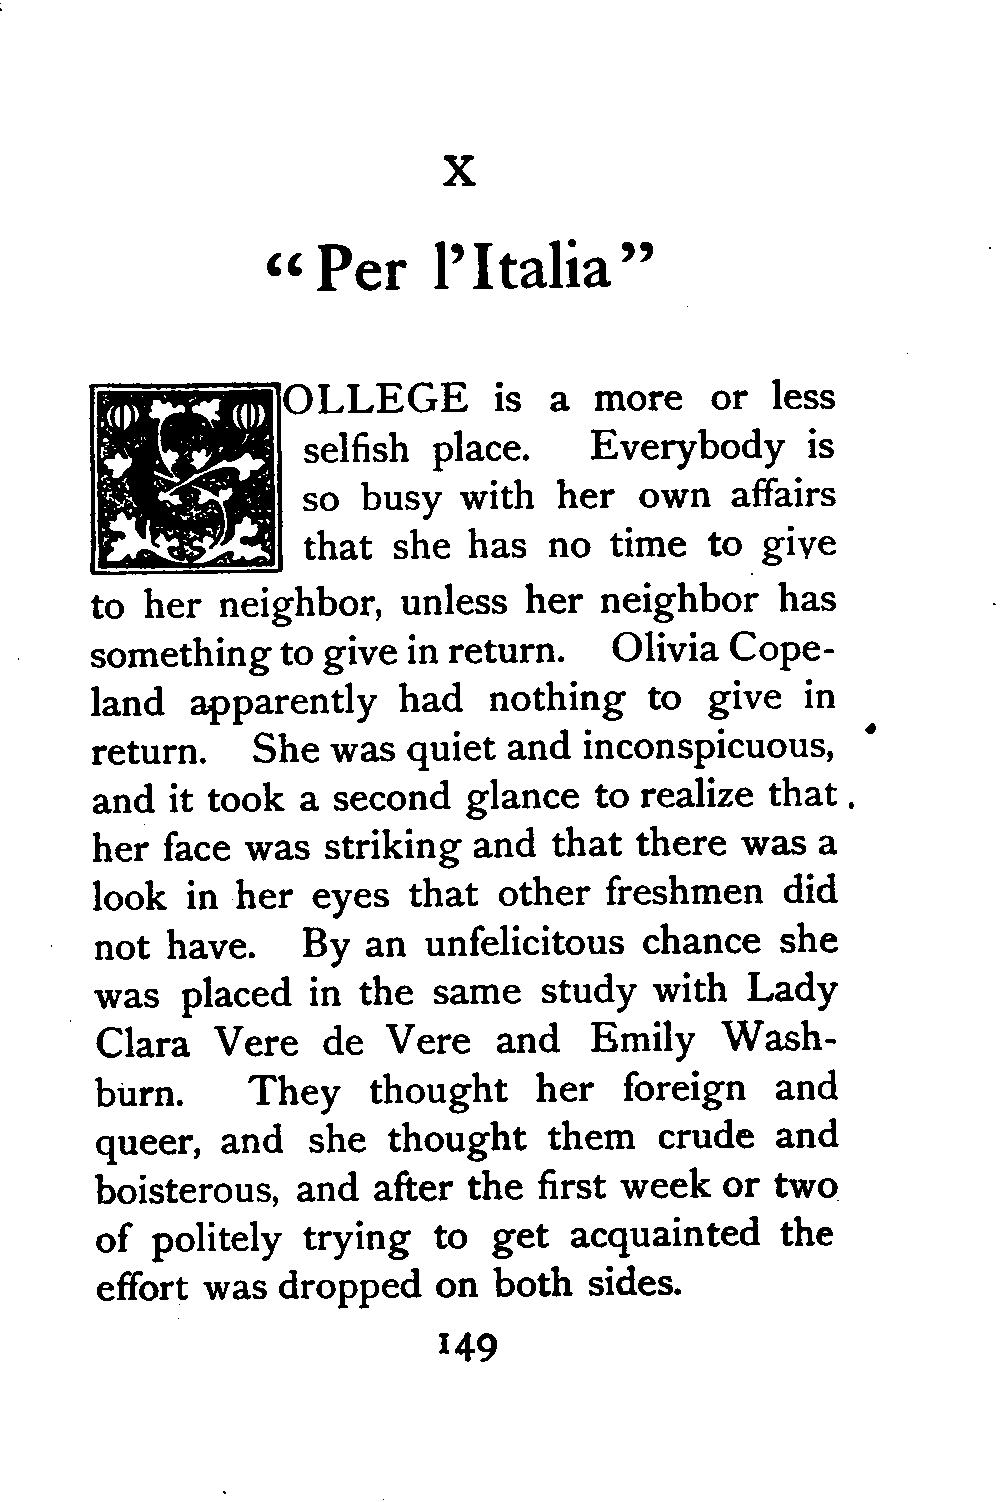 X
“Per l’Italia”
COLLEGE is a more or less
selfish place. Everybody is
so busy with her own affairs
that she has no time to give
to her neighbor, unless her neighbor has
something to give in return. Olivia Cope-
land apparently had nothing to give in
return. She was quiet and inconspicuous,
and it took a second glance to realize that
her face was striking and that there was a
look in her eyes that other freshmen did
not have. By an unfelicitous chance she
was placed in the same study with Lady
Clara Vere de Vere and Emily Wash-
burn. They thought her foreign and
queer, and she thought them crude and
boisterous, and after the first week or two
of politely trying to get acquainted the
effort was dropped on both sides.
149